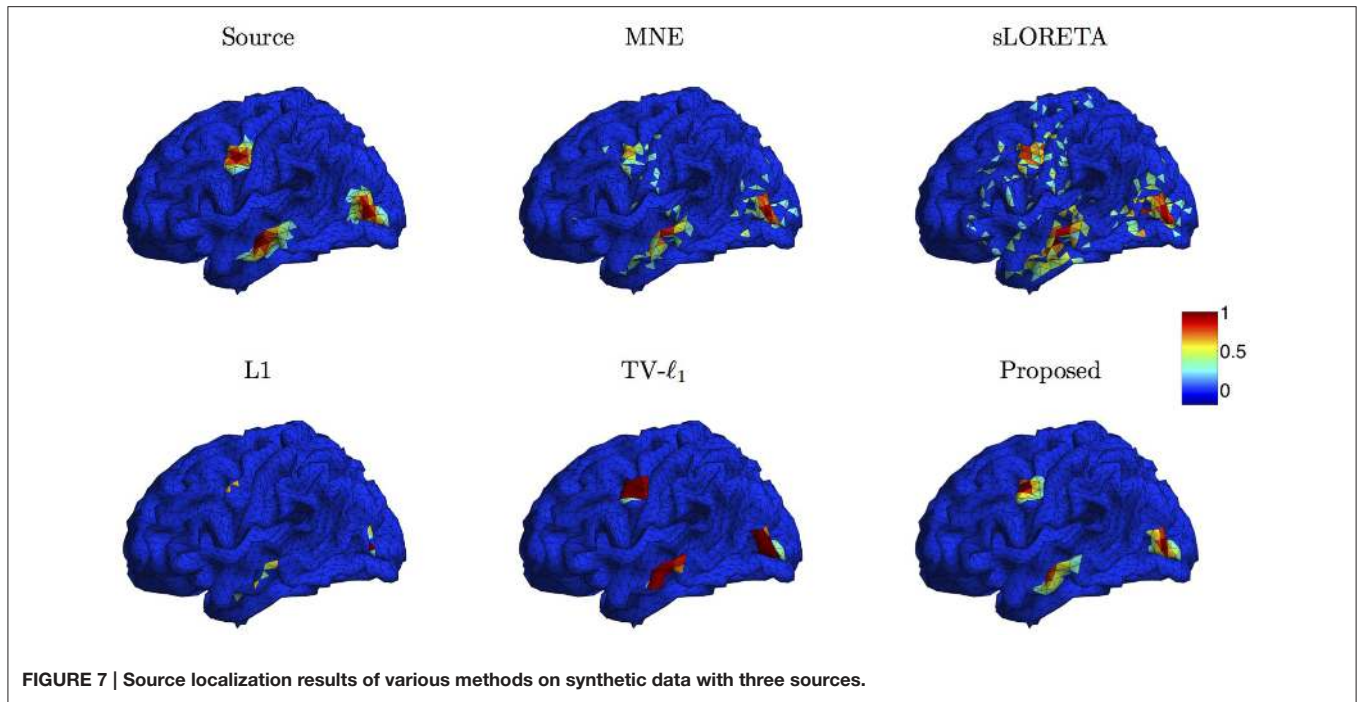 Source
MNE
sLORETA
1
0.5
0
L1
TV-ℓ₁
Proposed
FIGURE 7 | Source localization results of various methods on synthetic data with three sources.